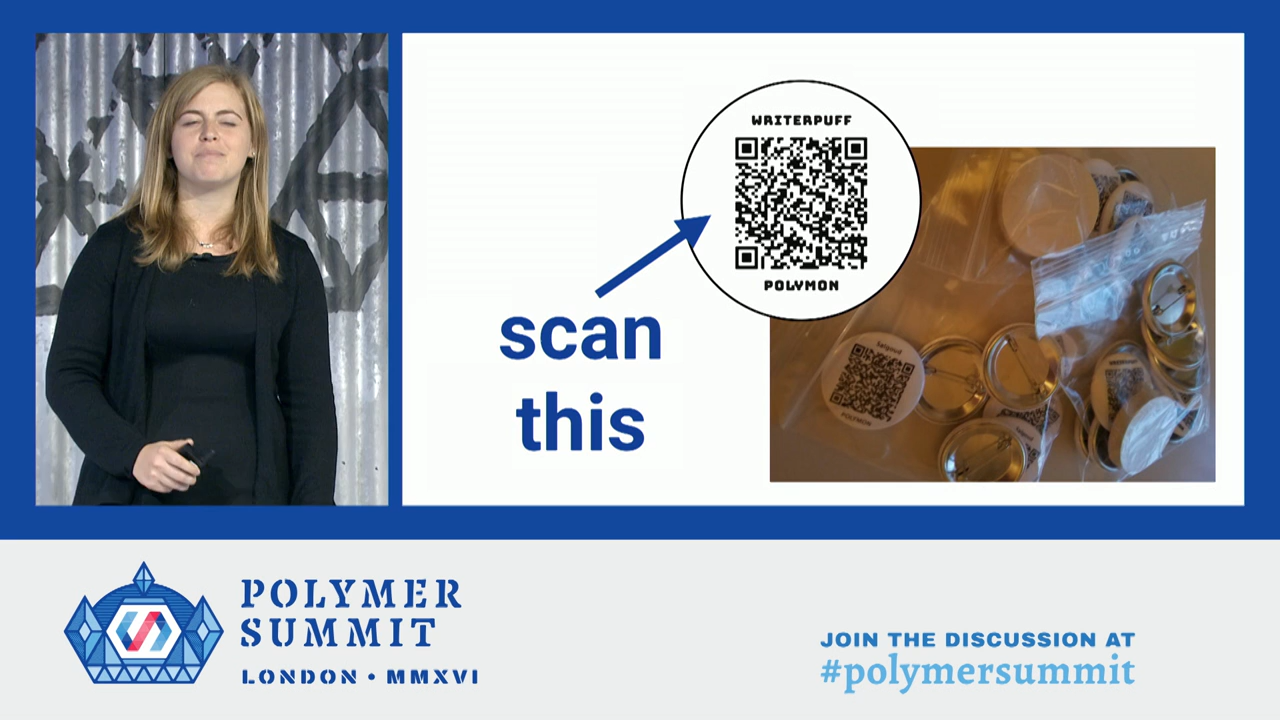 WRITERPUFF
POLYMON
scan
this
POLYMER
SUMMIT
LONDON • MMXVI
JOIN THE DISCUSSION AT
#polymersummit